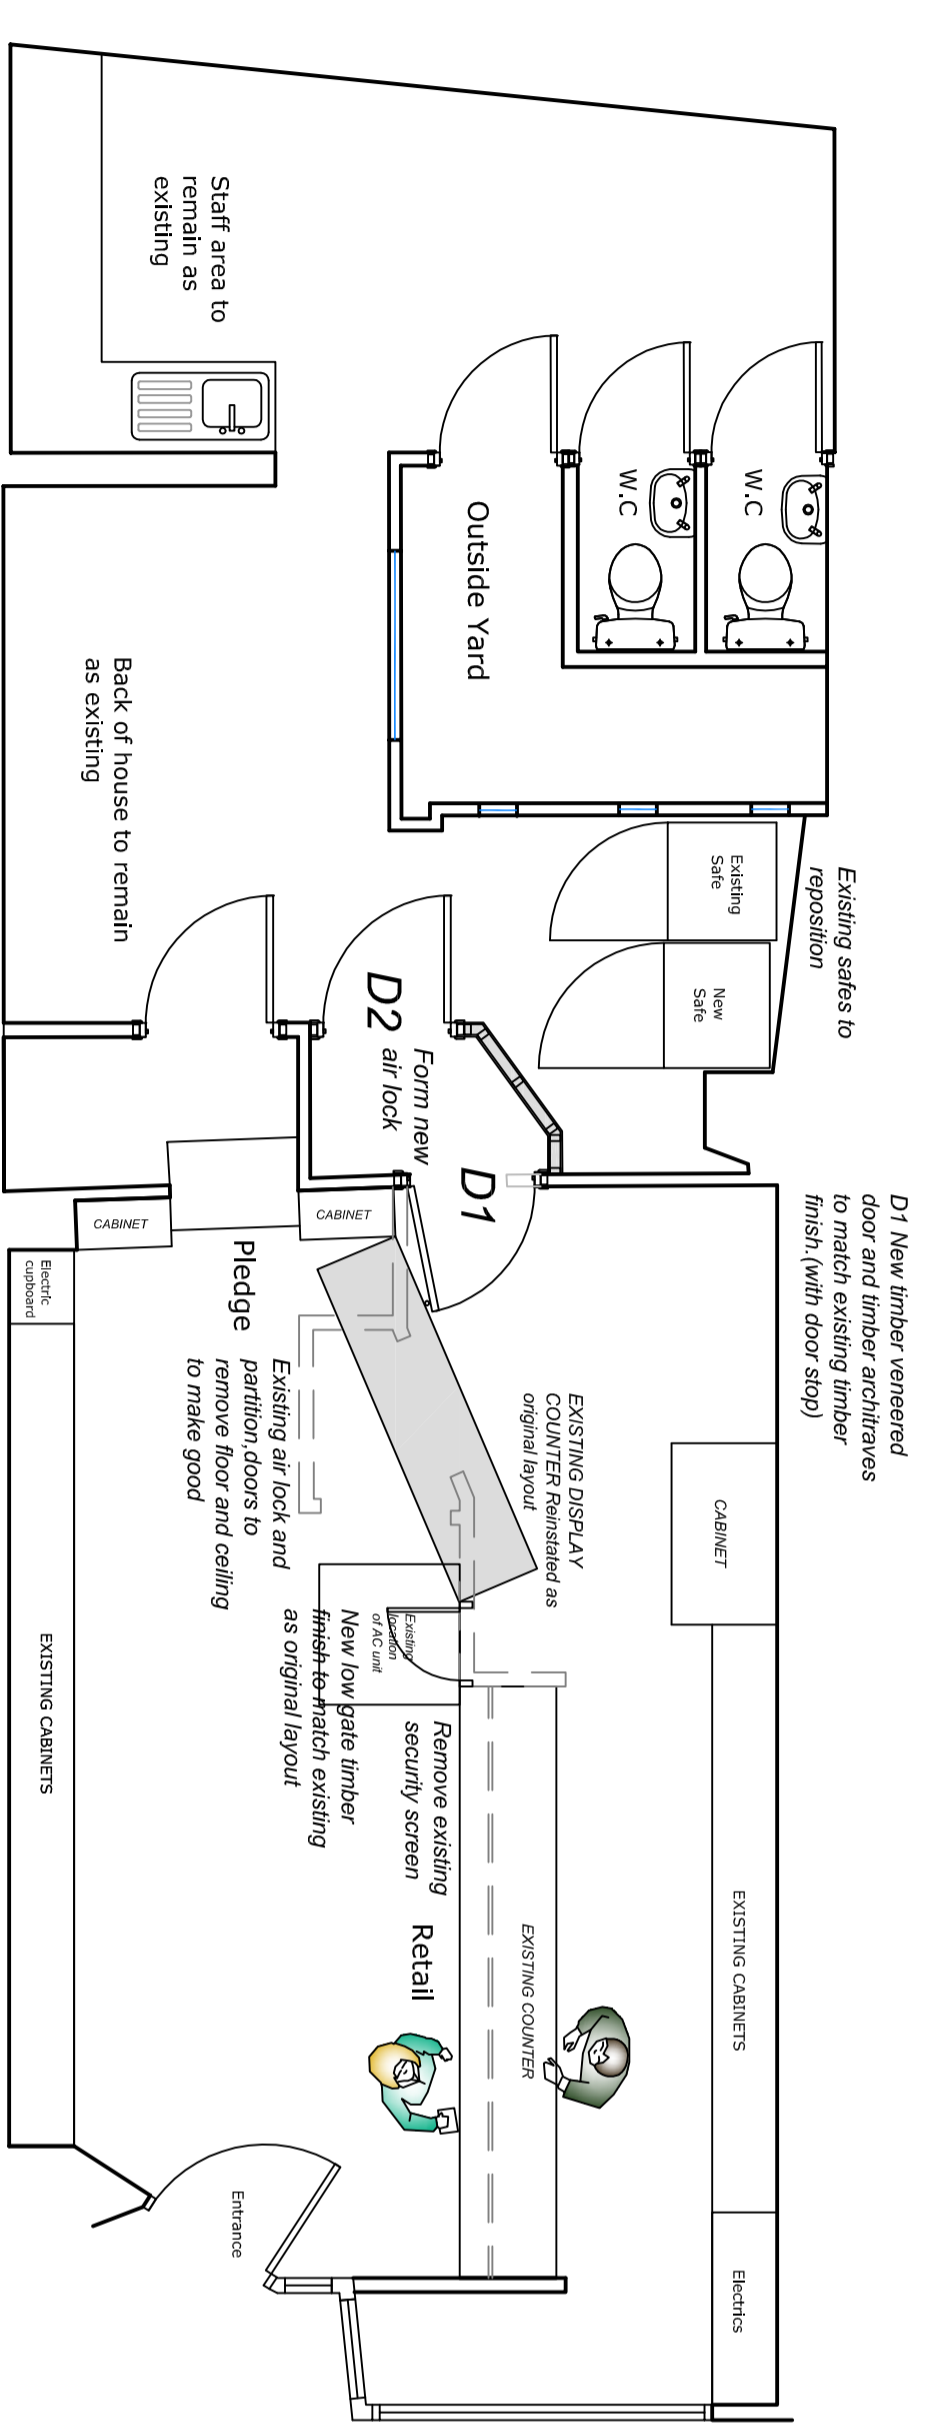 Staff area to
remain as
existing
W.C
W.C
Outside Yard
Back of house to remain
as existing
Existing safes to
reposition
Existing
Safe
New
Safe
D2
Form new
air lock
D1
D1 New timber veneered
door and timber architraves
to match existing timber
finish.(with door stop)
CABINET
CABINET
Electric
cupboard
Pledge
Existing air lock and
partition,doors to
remove floor and ceiling
to make good
EXISTING DISPLAY
COUNTER Reinstated as
original layout
CABINET
Existing
location
of AC unit
New low gate timber
finish to match existing
as original layout
Remove existing
security screen
EXISTING CABINETS
Retail
EXISTING COUNTER
EXISTING CABINETS
Entrance
Electrics